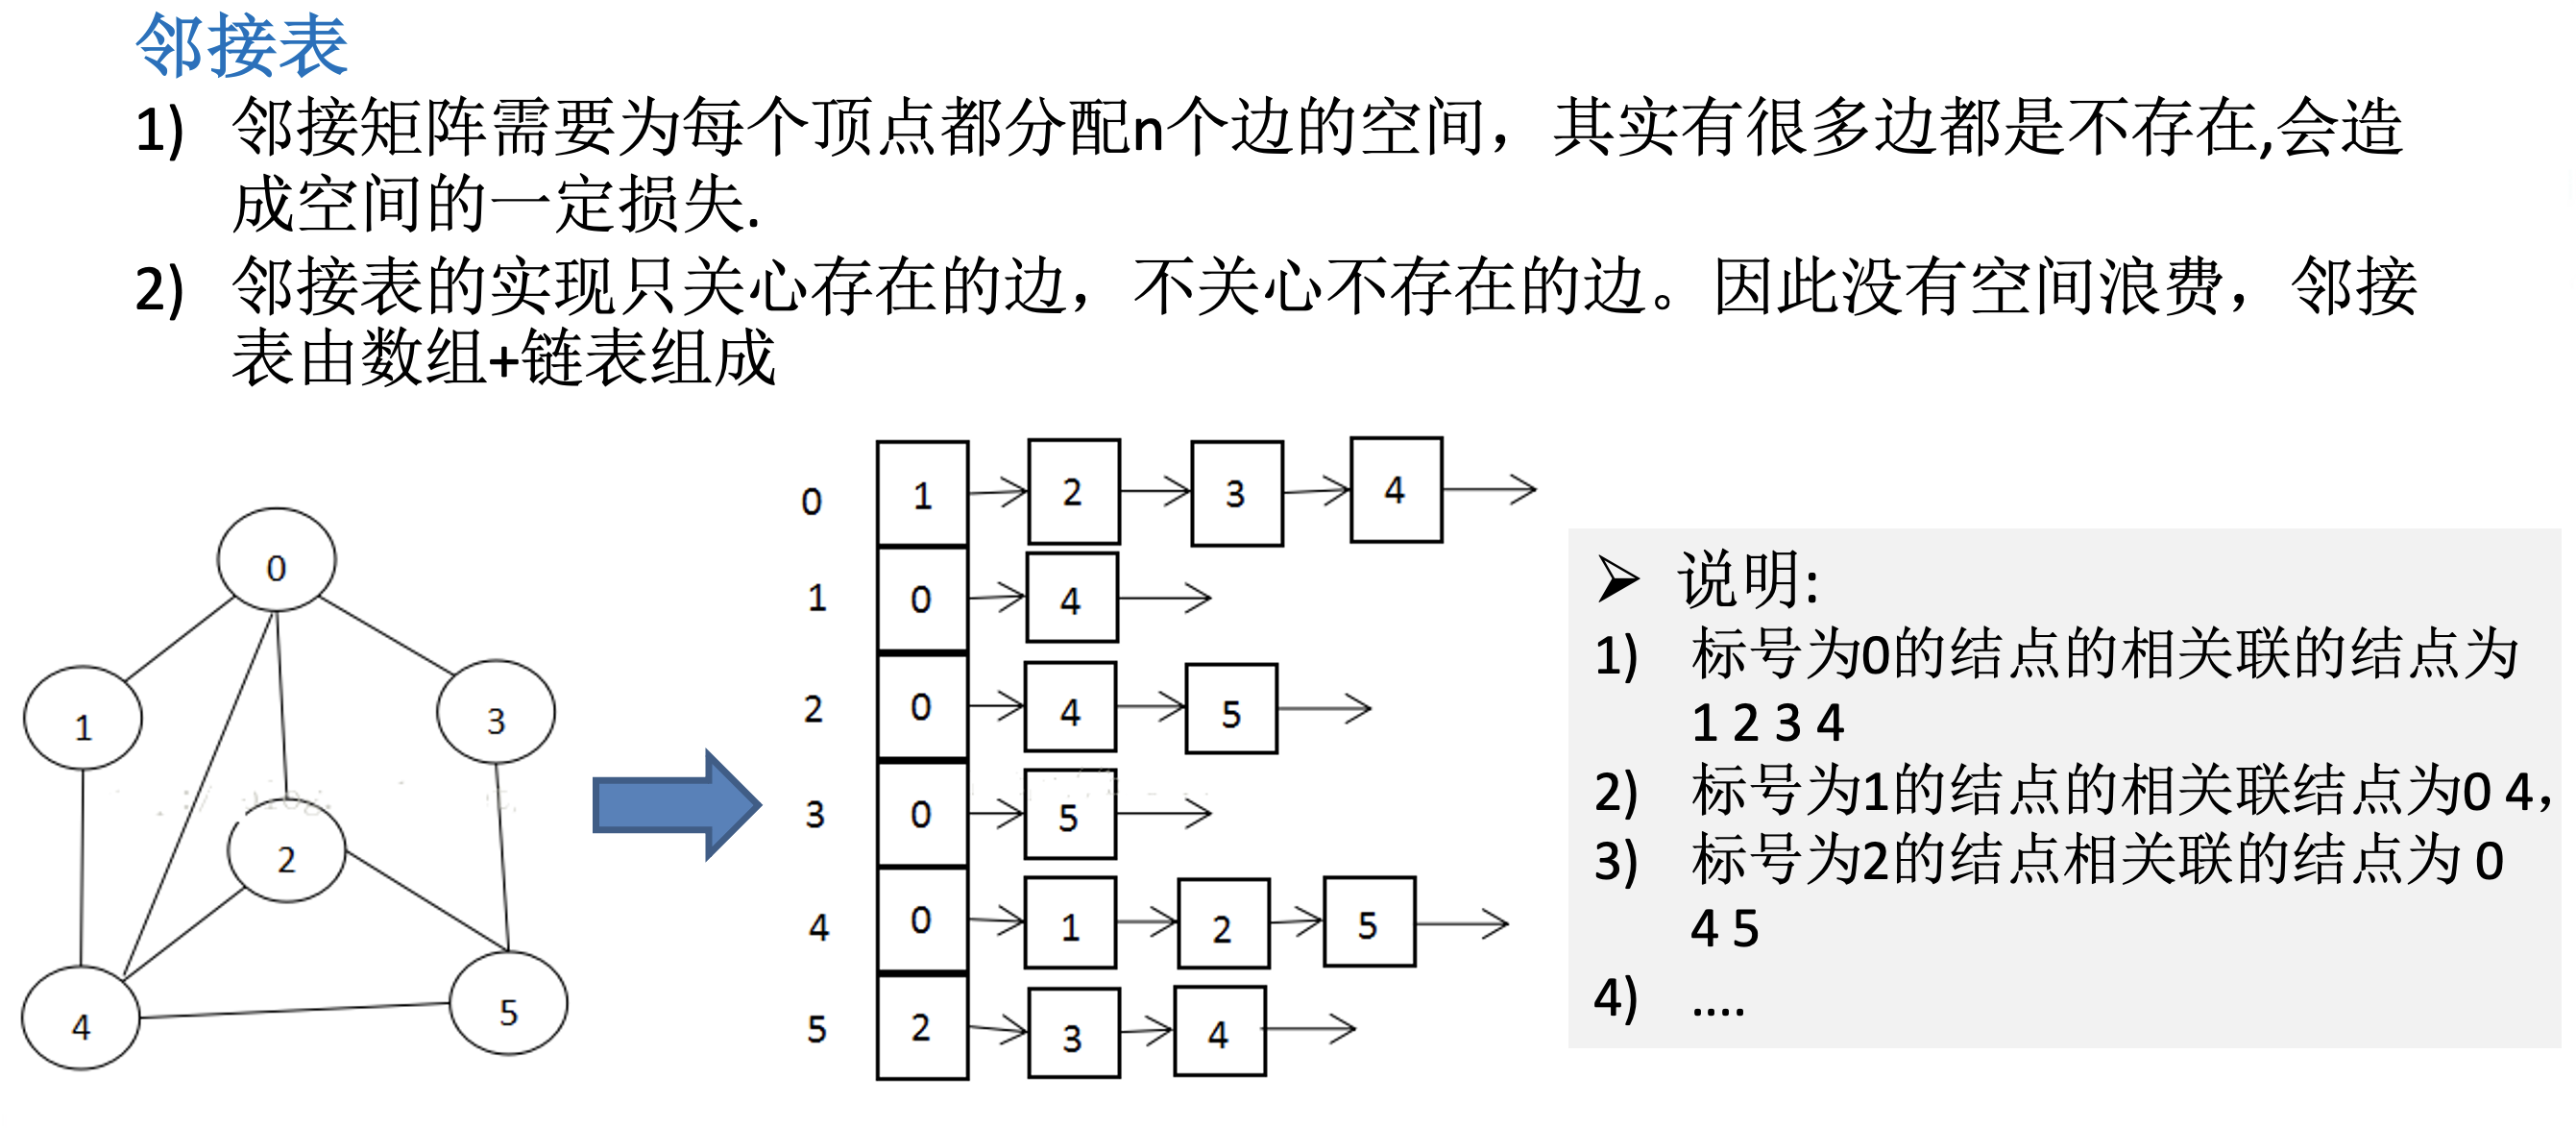 邻接表
1) 邻接矩阵需要为每个顶点都分配n个边的空间，其实有很多边都是不存在,会造
成空间的一定损失.
2) 邻接表的实现只关心存在的边，不关心不存在的边。因此没有空间浪费，邻接
表由数组+链表组成
0
1
3
2
4
5
0 1 2 3 4
1 0 4
2 0 4 5
3 0 5
4 0 1 2 5
5 2 3 4
说明:
1) 标号为0的结点的相关联的结点为
1 2 3 4
2) 标号为1的结点的相关联结点为0 4，
3) 标号为2的结点相关联的结点为 0
4 5
4) ....